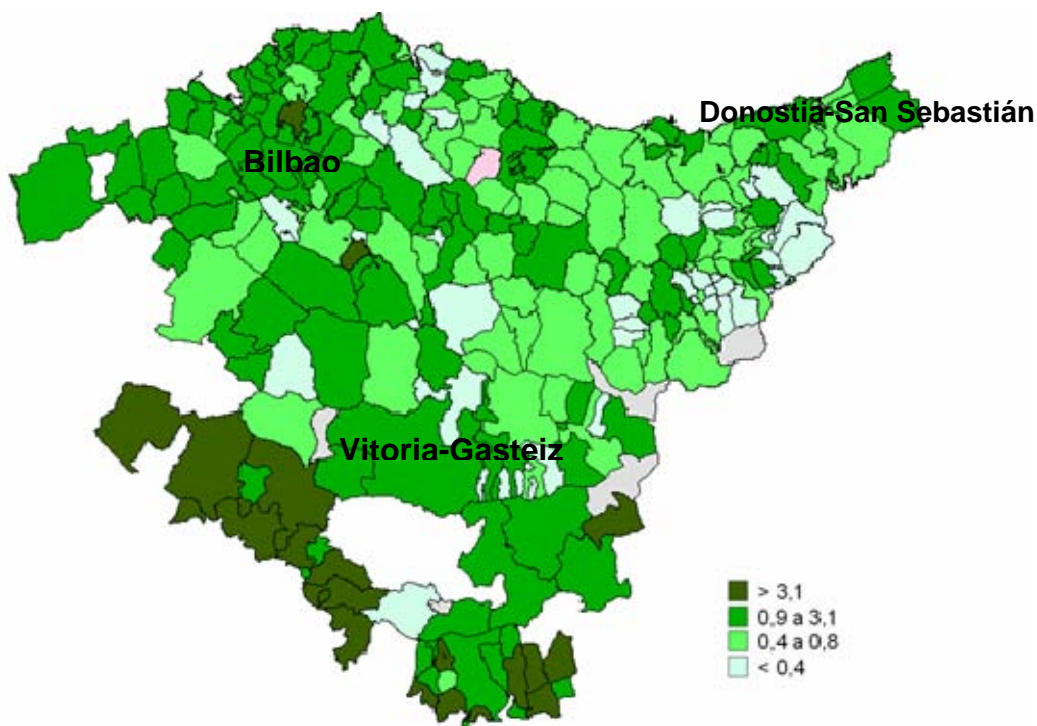 Donostia-San Sebastián
Bilbao
Vitoria-Gasteiz
> 3,1
0,9 a 3,1
0,4 a 0,8
< 0,4